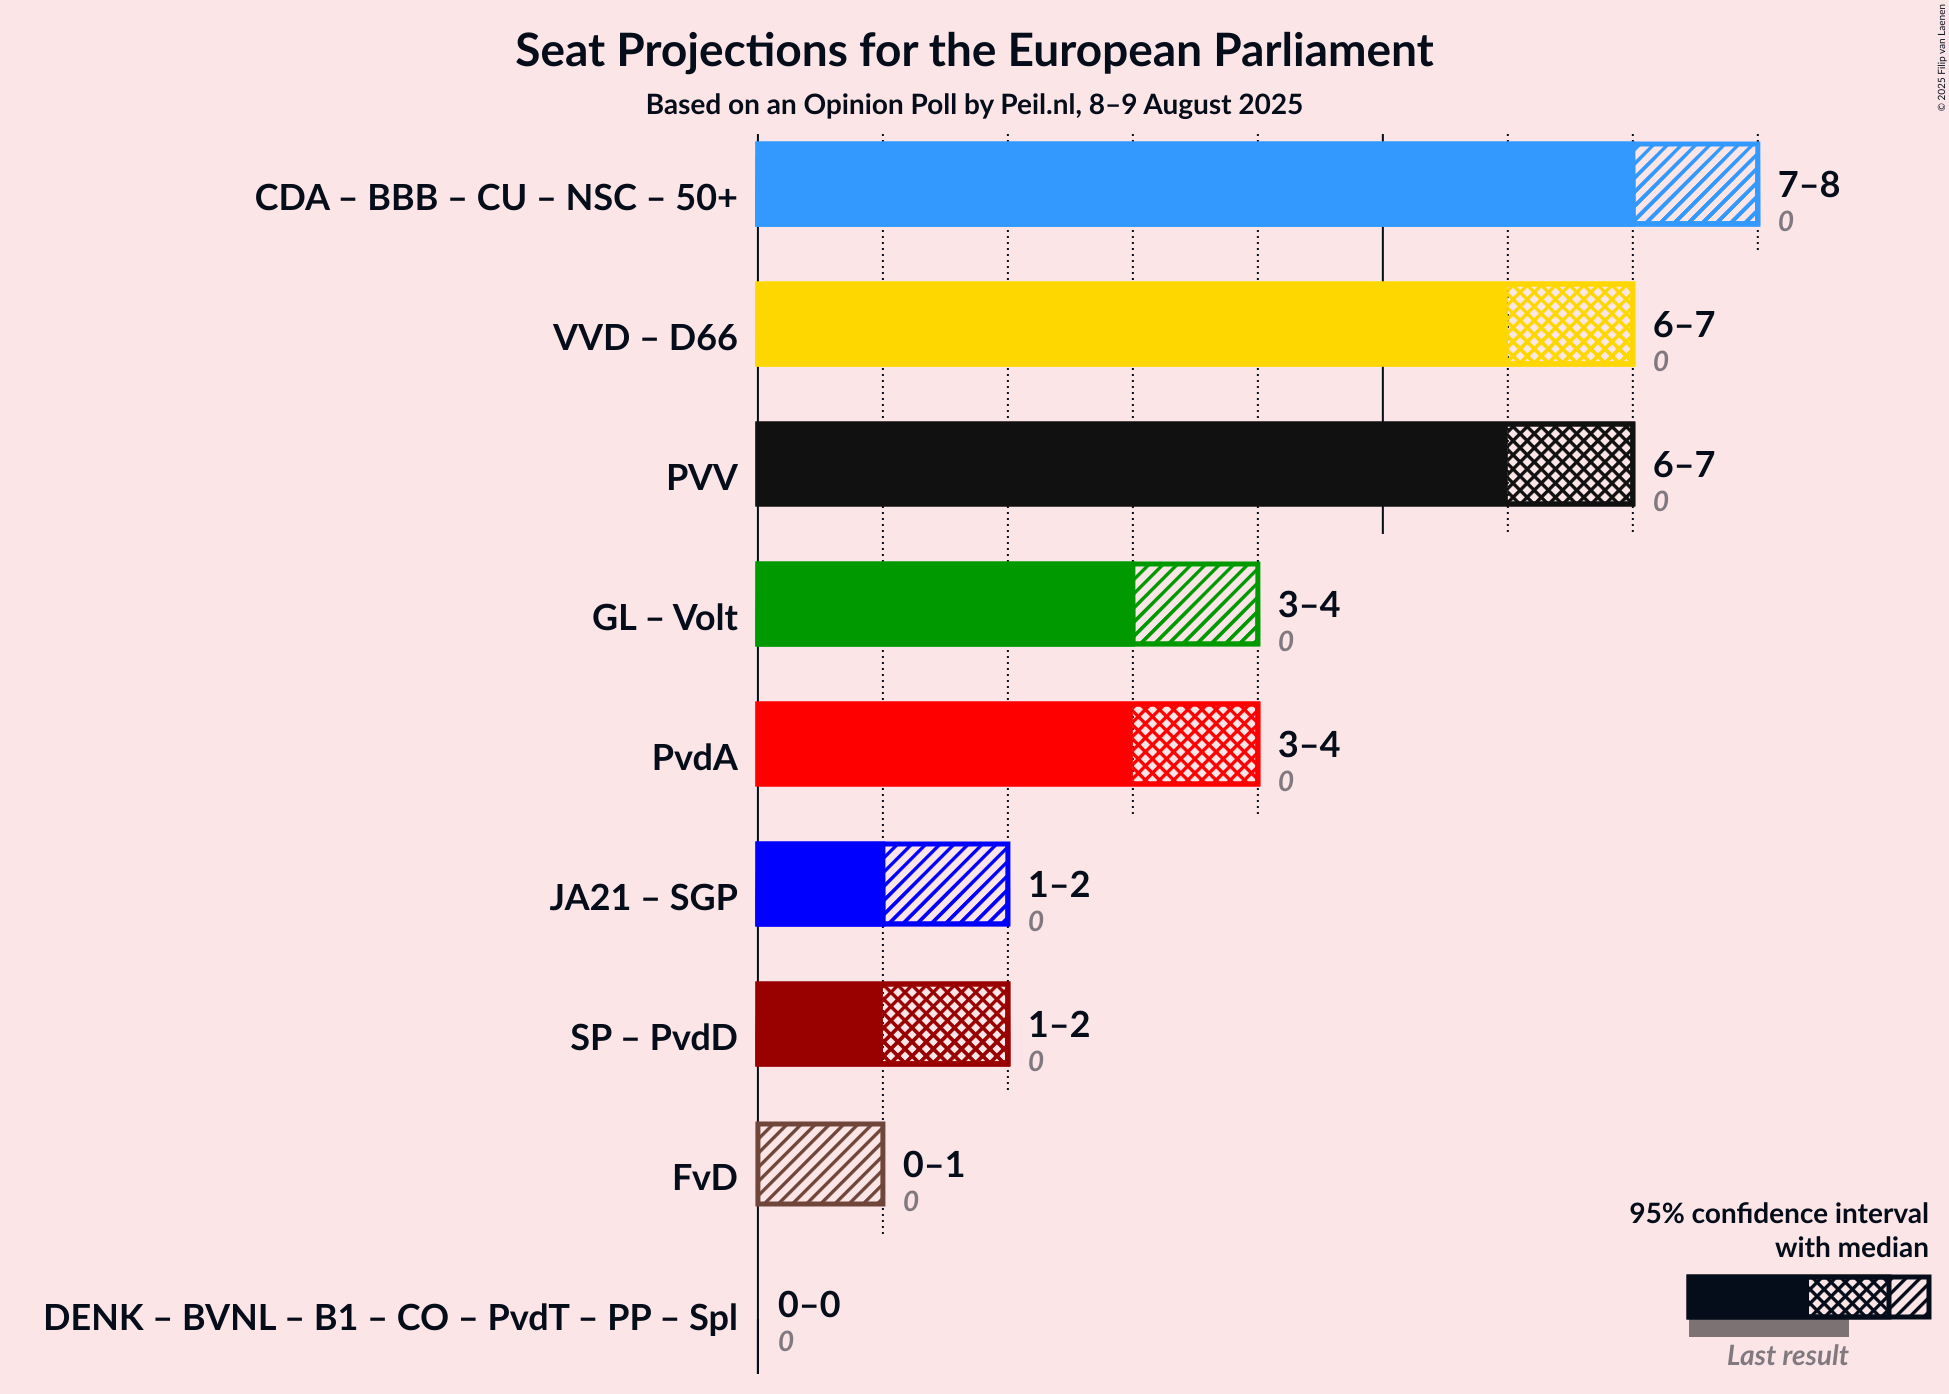 Seat Projections for the European Parliament
Based on an Opinion Poll by Peil.nl, 8–9 August 2025
© 2025 Filip van Laenen
CDA – BBB – CU – NSC – 50+
7–8
0
VVD – D66
6–7
0
PVV
6–7
0
GL – Volt
3–4
0
PvdA
3–4
0
JA21 – SGP
1–2
0
SP – PvdD
1–2
0
FvD
0–1
0
DENK – BVNL – B1 – CO – PvdT – PP – Spl
0–0
0
95% confidence interval
with median
Last result